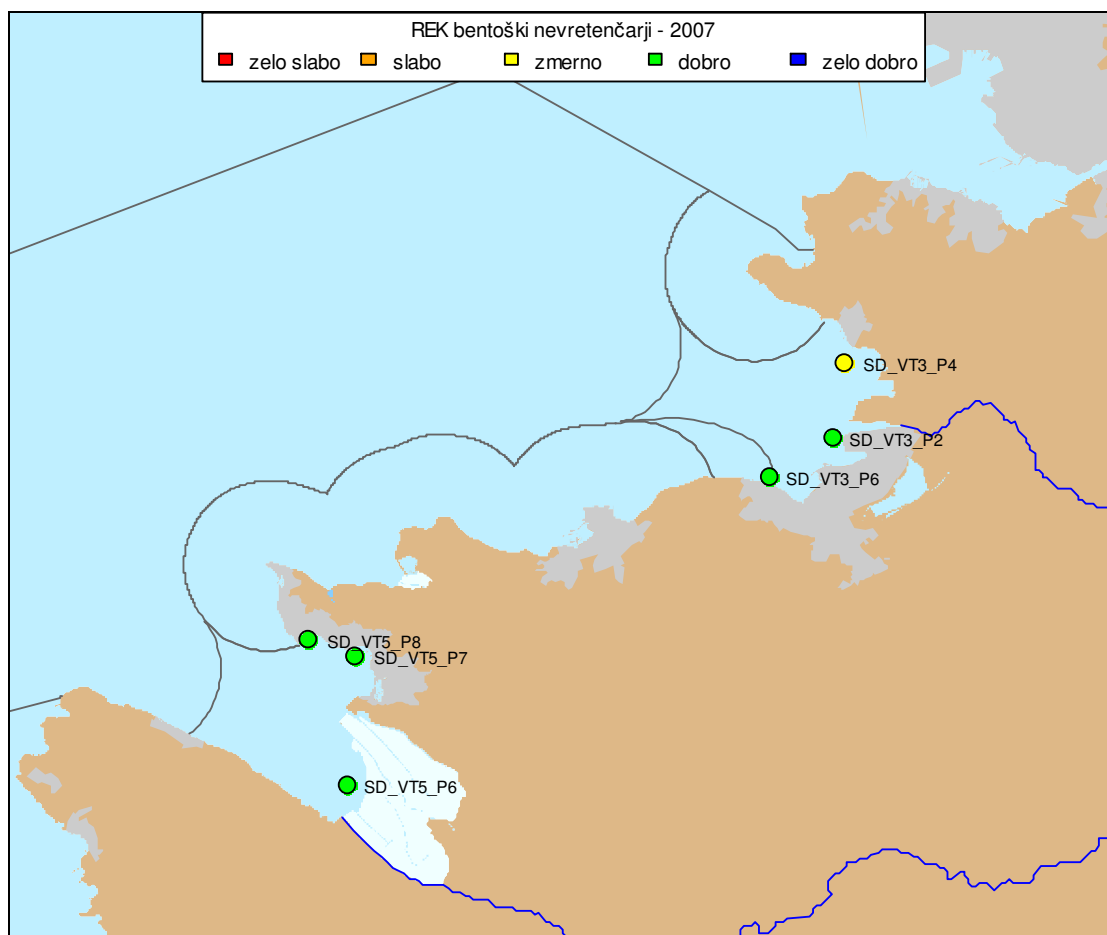 REK bentoški nevretenčarji - 2007
zelo slabo slabo zmerno dobro zelo dobro
SD_VT3_P4
SD_VT3_P2
SD_VT3_P6
SD_VT5_P8
SD_VT5_P7
SD_VT5_P6